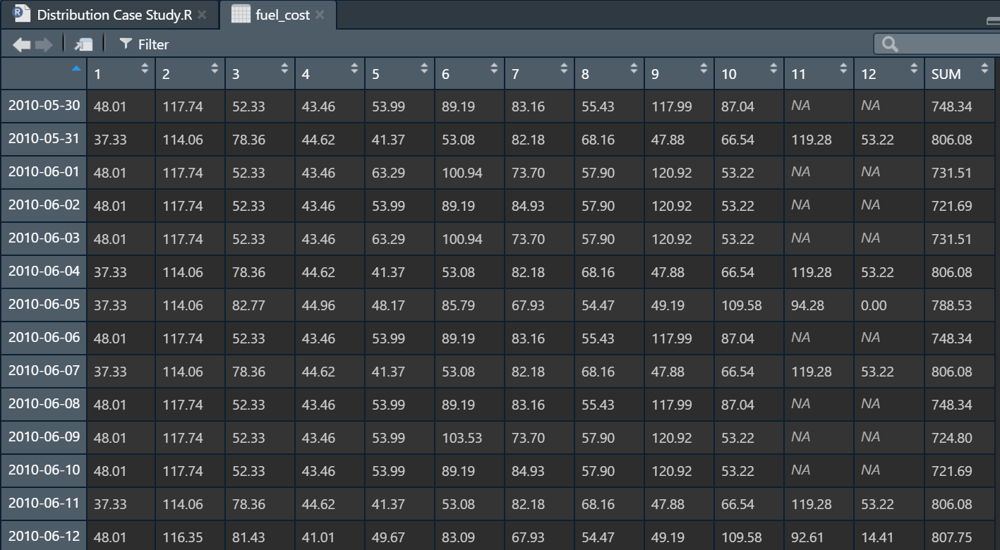 Distribution Case Study.R fuel_cost
Filter
1 2 3 4 5 6 7 8 9 10 11 12 SUM
2010-05-30 48.01 117.74 52.33 43.46 53.99 89.19 83.16 55.43 117.99 87.04 NA NA 748.34
2010-05-31 37.33 114.06 78.36 44.62 41.37 53.08 82.18 68.16 47.88 66.54 119.28 53.22 806.08
2010-06-01 48.01 117.74 52.33 43.46 63.29 100.94 73.70 57.90 120.92 53.22 NA NA 731.51
2010-06-02 48.01 117.74 52.33 43.46 53.99 89.19 84.93 57.90 120.92 53.22 NA NA 721.69
2010-06-03 48.01 117.74 52.33 43.46 63.29 100.94 73.70 57.90 120.92 53.22 NA NA 731.51
2010-06-04 37.33 114.06 78.36 44.62 41.37 53.08 82.18 68.16 47.88 66.54 119.28 53.22 806.08
2010-06-05 37.33 114.06 82.77 44.96 48.17 85.79 67.93 54.47 49.19 109.58 94.28 0.00 788.53
2010-06-06 48.01 117.74 52.33 43.46 53.99 89.19 83.16 55.43 117.99 87.04 NA NA 748.34
2010-06-07 37.33 114.06 78.36 44.62 41.37 53.08 82.18 68.16 47.88 66.54 119.28 53.22 806.08
2010-06-08 48.01 117.74 52.33 43.46 53.99 89.19 83.16 55.43 117.99 87.04 NA NA 748.34
2010-06-09 48.01 117.74 52.33 43.46 53.99 103.53 73.70 57.90 120.92 53.22 NA NA 724.80
2010-06-10 48.01 117.74 52.33 43.46 53.99 89.19 84.93 57.90 120.92 53.22 NA NA 721.69
2010-06-11 37.33 114.06 78.36 44.62 41.37 53.08 82.18 68.16 47.88 66.54 119.28 53.22 806.08
2010-06-12 48.01 116.35 81.43 41.01 49.67 83.09 67.93 54.47 49.19 109.58 92.61 14.41 807.75